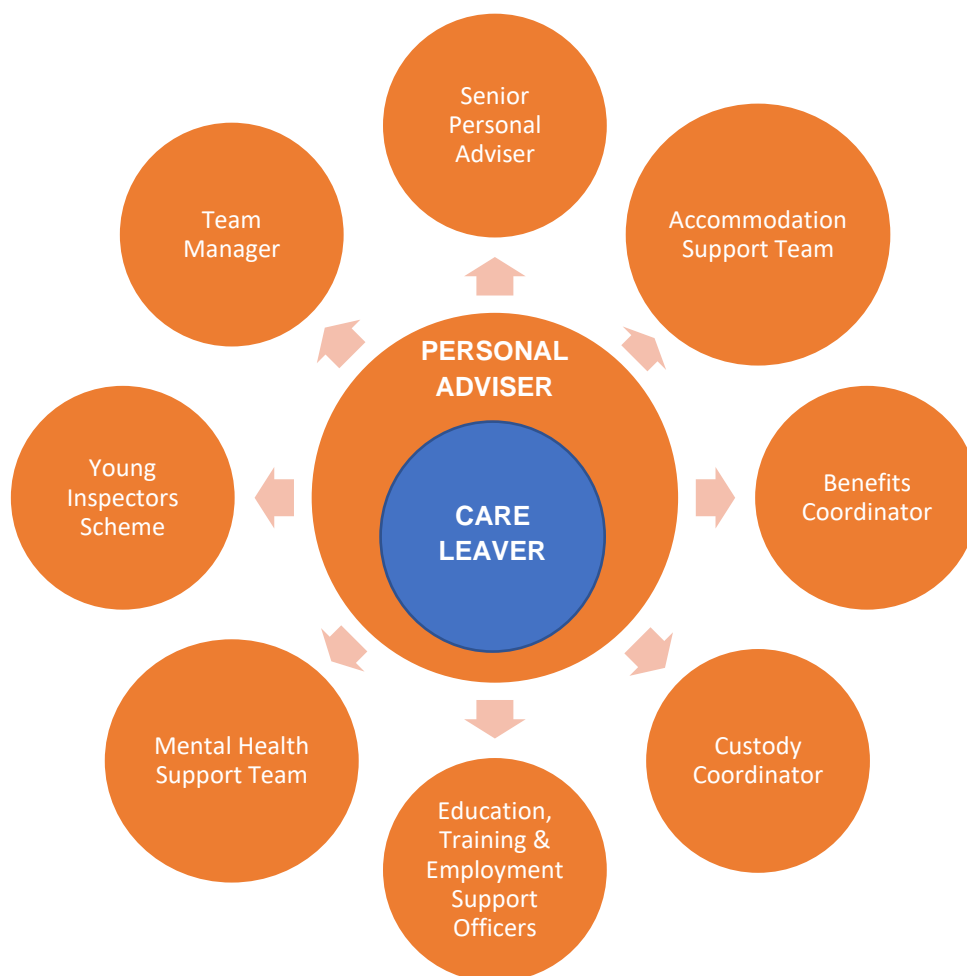 Senior
Personal
Adviser
Accommodation
Support Team
Benefits
Coordinator
Custody
Coordinator
Education,
Training &
Employment
Support
Officers
Mental Health
Support Team
Young
Inspectors
Scheme
Team
Manager
PERSONAL
ADVISER
CARE
LEAVER